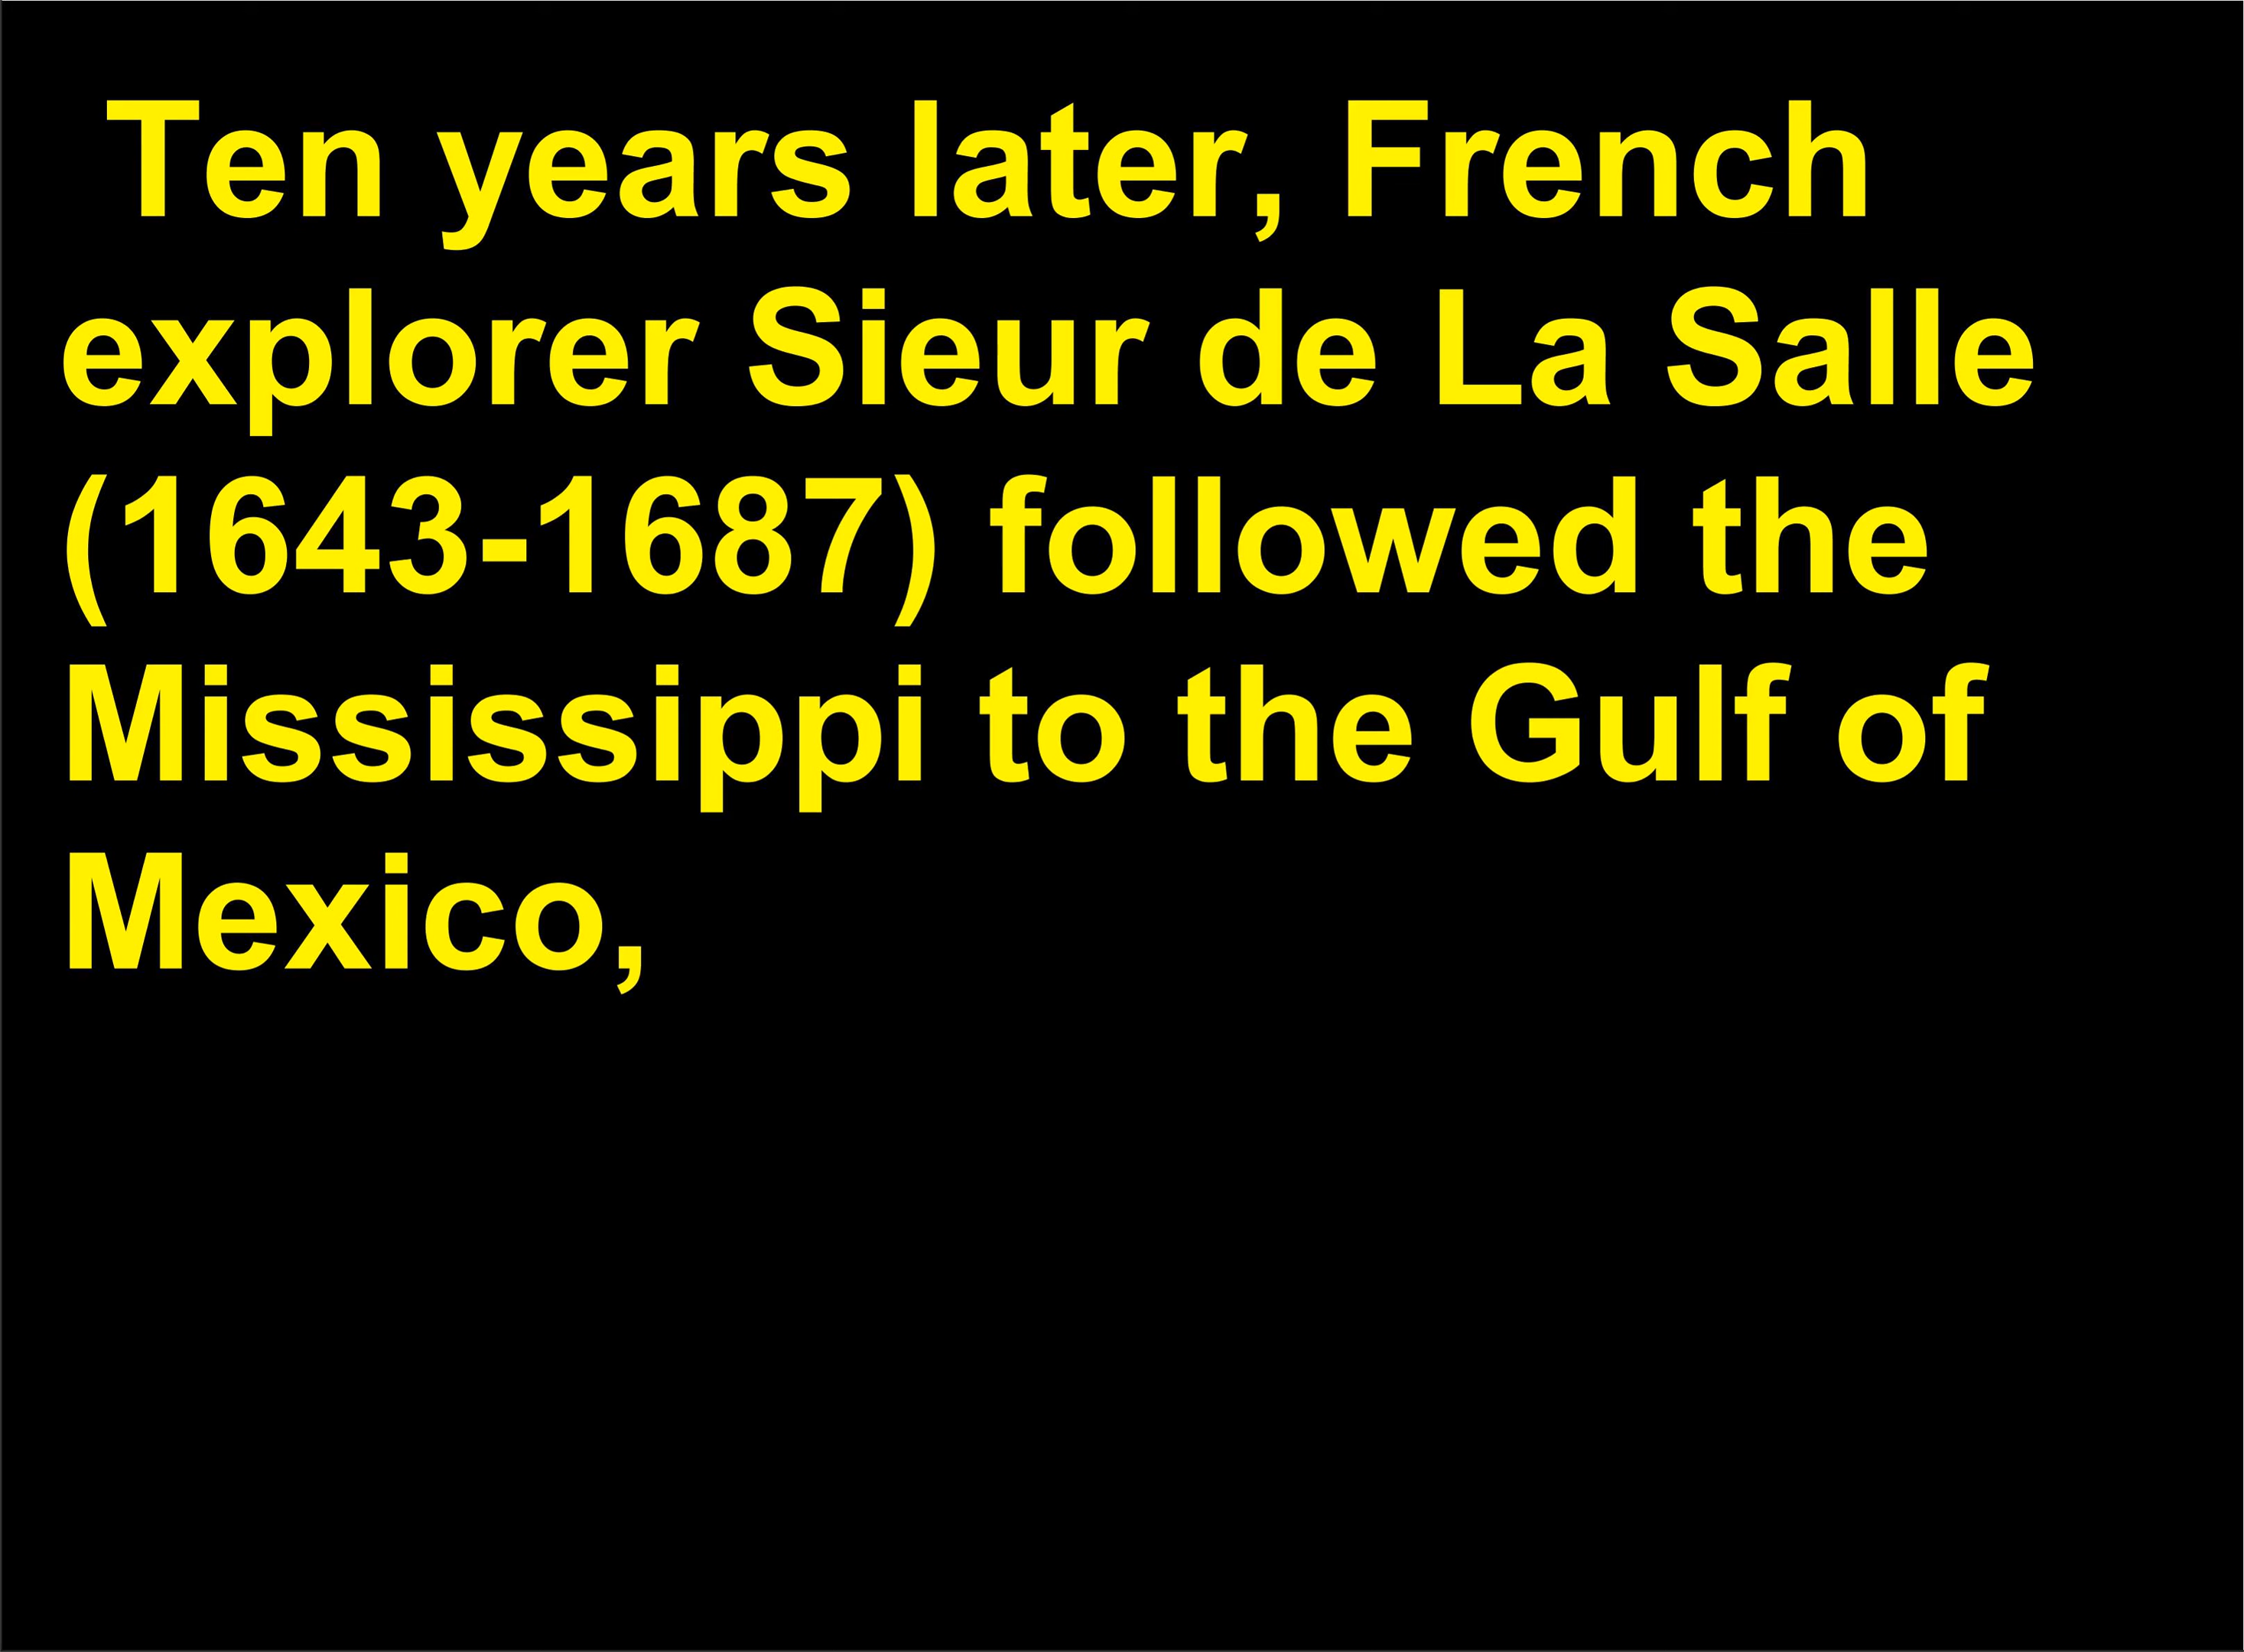 Ten years later, French
explorer Sieur de La Salle
(1643-1687) followed the
Mississippi to the Gulf of
Mexico,